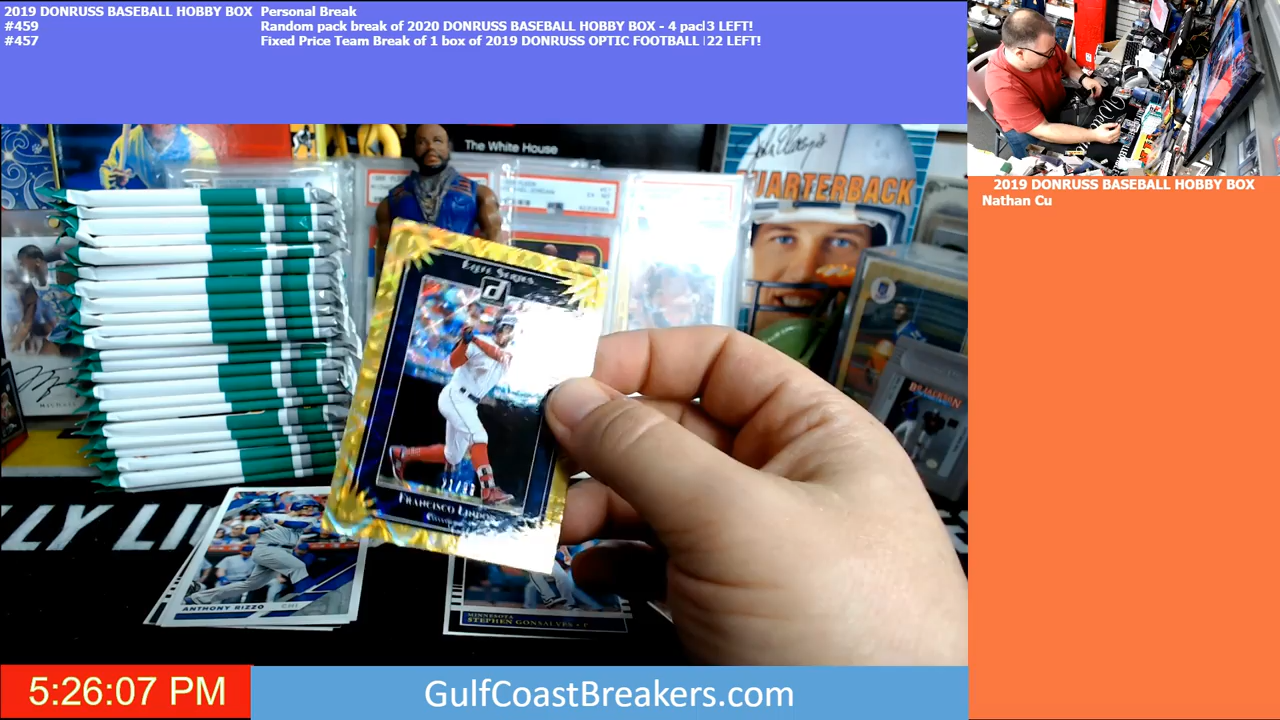 2019 DONRUSS BASEBALL HOBBY BOX Personal Break
#459 Random pack break of 2020 DONRUSS BASEBALL HOBBY BOX - 4 pac 3 LEFT!
#457 Fixed Price Team Break of 1 box of 2019 DONRUSS OPTIC FOOTBALL 22 LEFT!
2019 DONRUSS BASEBALL HOBBY BOX
Nathan Cu
The White House
QUARTERBACK
ELITE SERIES
FRANCISCO
ANTHONY RIZZO CHI
MINNESOTA
STEPHEN GONSALVES • P
5:26:07 PM
GulfCoastBreakers.com